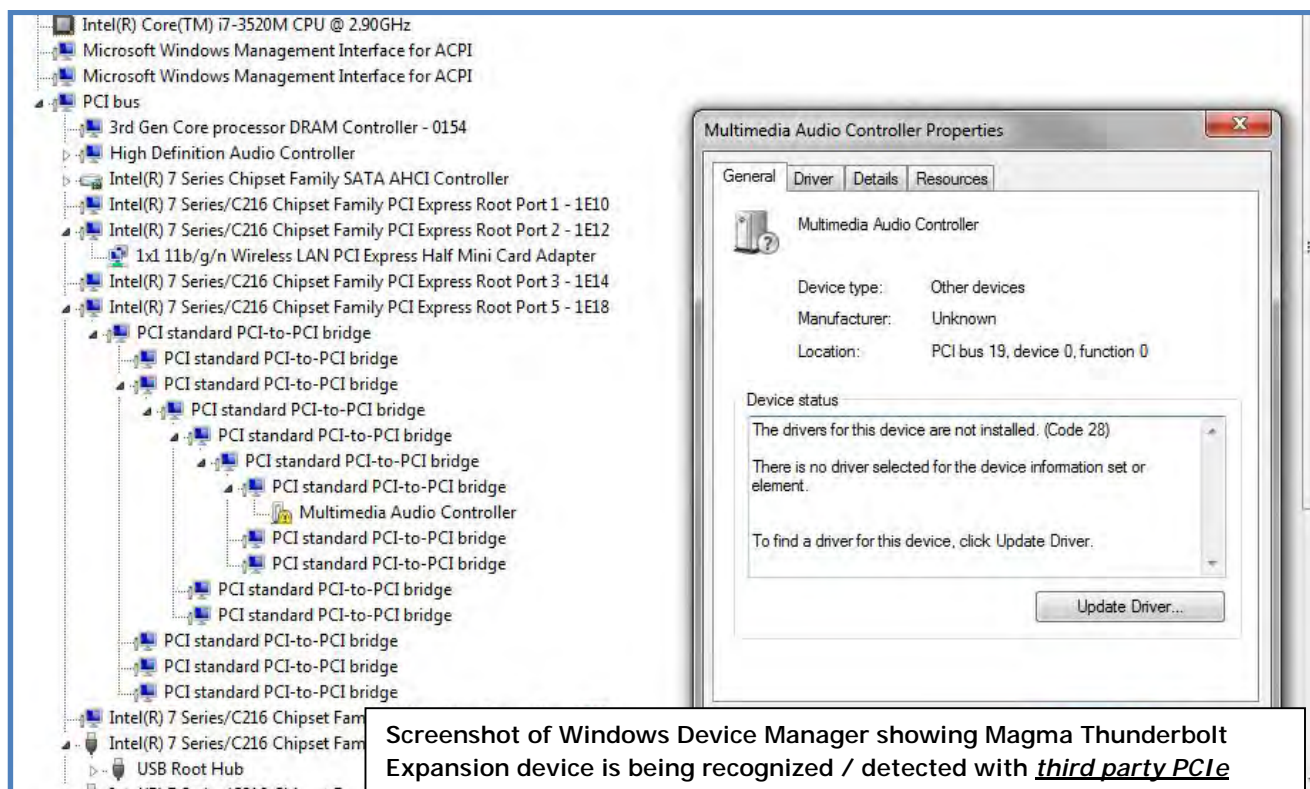 Intel(R) Core(TM) i7-3520M CPU @ 2.90GHz
Microsoft Windows Management Interface for ACPI
Microsoft Windows Management Interface for ACPI
PCI bus
3rd Gen Core processor DRAM Controller - 0154
High Definition Audio Controller
Intel(R) 7 Series Chipset Family SATA AHCI Controller
Intel(R) 7 Series/C216 Chipset Family PCI Express Root Port 1 - 1E10
Intel(R) 7 Series/C216 Chipset Family PCI Express Root Port 2 - 1E12
1x1 11b/g/n Wireless LAN PCI Express Half Mini Card Adapter
Intel(R) 7 Series/C216 Chipset Family PCI Express Root Port 3 - 1E14
Intel(R) 7 Series/C216 Chipset Family PCI Express Root Port 5 - 1E18
PCI standard PCI-to-PCI bridge
PCI standard PCI-to-PCI bridge
PCI standard PCI-to-PCI bridge
PCI standard PCI-to-PCI bridge
PCI standard PCI-to-PCI bridge
PCI standard PCI-to-PCI bridge
PCI standard PCI-to-PCI bridge
Multimedia Audio Controller
PCI standard PCI-to-PCI bridge
PCI standard PCI-to-PCI bridge
PCI standard PCI-to-PCI bridge
PCI standard PCI-to-PCI bridge
PCI standard PCI-to-PCI bridge
PCI standard PCI-to-PCI bridge
PCI standard PCI-to-PCI bridge
Intel(R) 7 Series/C216 Chipset Fam
Intel(R) 7 Series/C216 Chipset Fam
USB Root Hub
Multimedia Audio Controller Properties
General Driver Details Resources
Multimedia Audio Controller
Device type: Other devices
Manufacturer: Unknown
Location: PCI bus 19, device 0, function 0
Device status
The drivers for this device are not installed. (Code 28)
There is no driver selected for the device information set or
element.
To find a driver for this device, click Update Driver.
Update Driver...
Screenshot of Windows Device Manager showing Magma Thunderbolt
Expansion device is being recognized / detected with third party PCIe